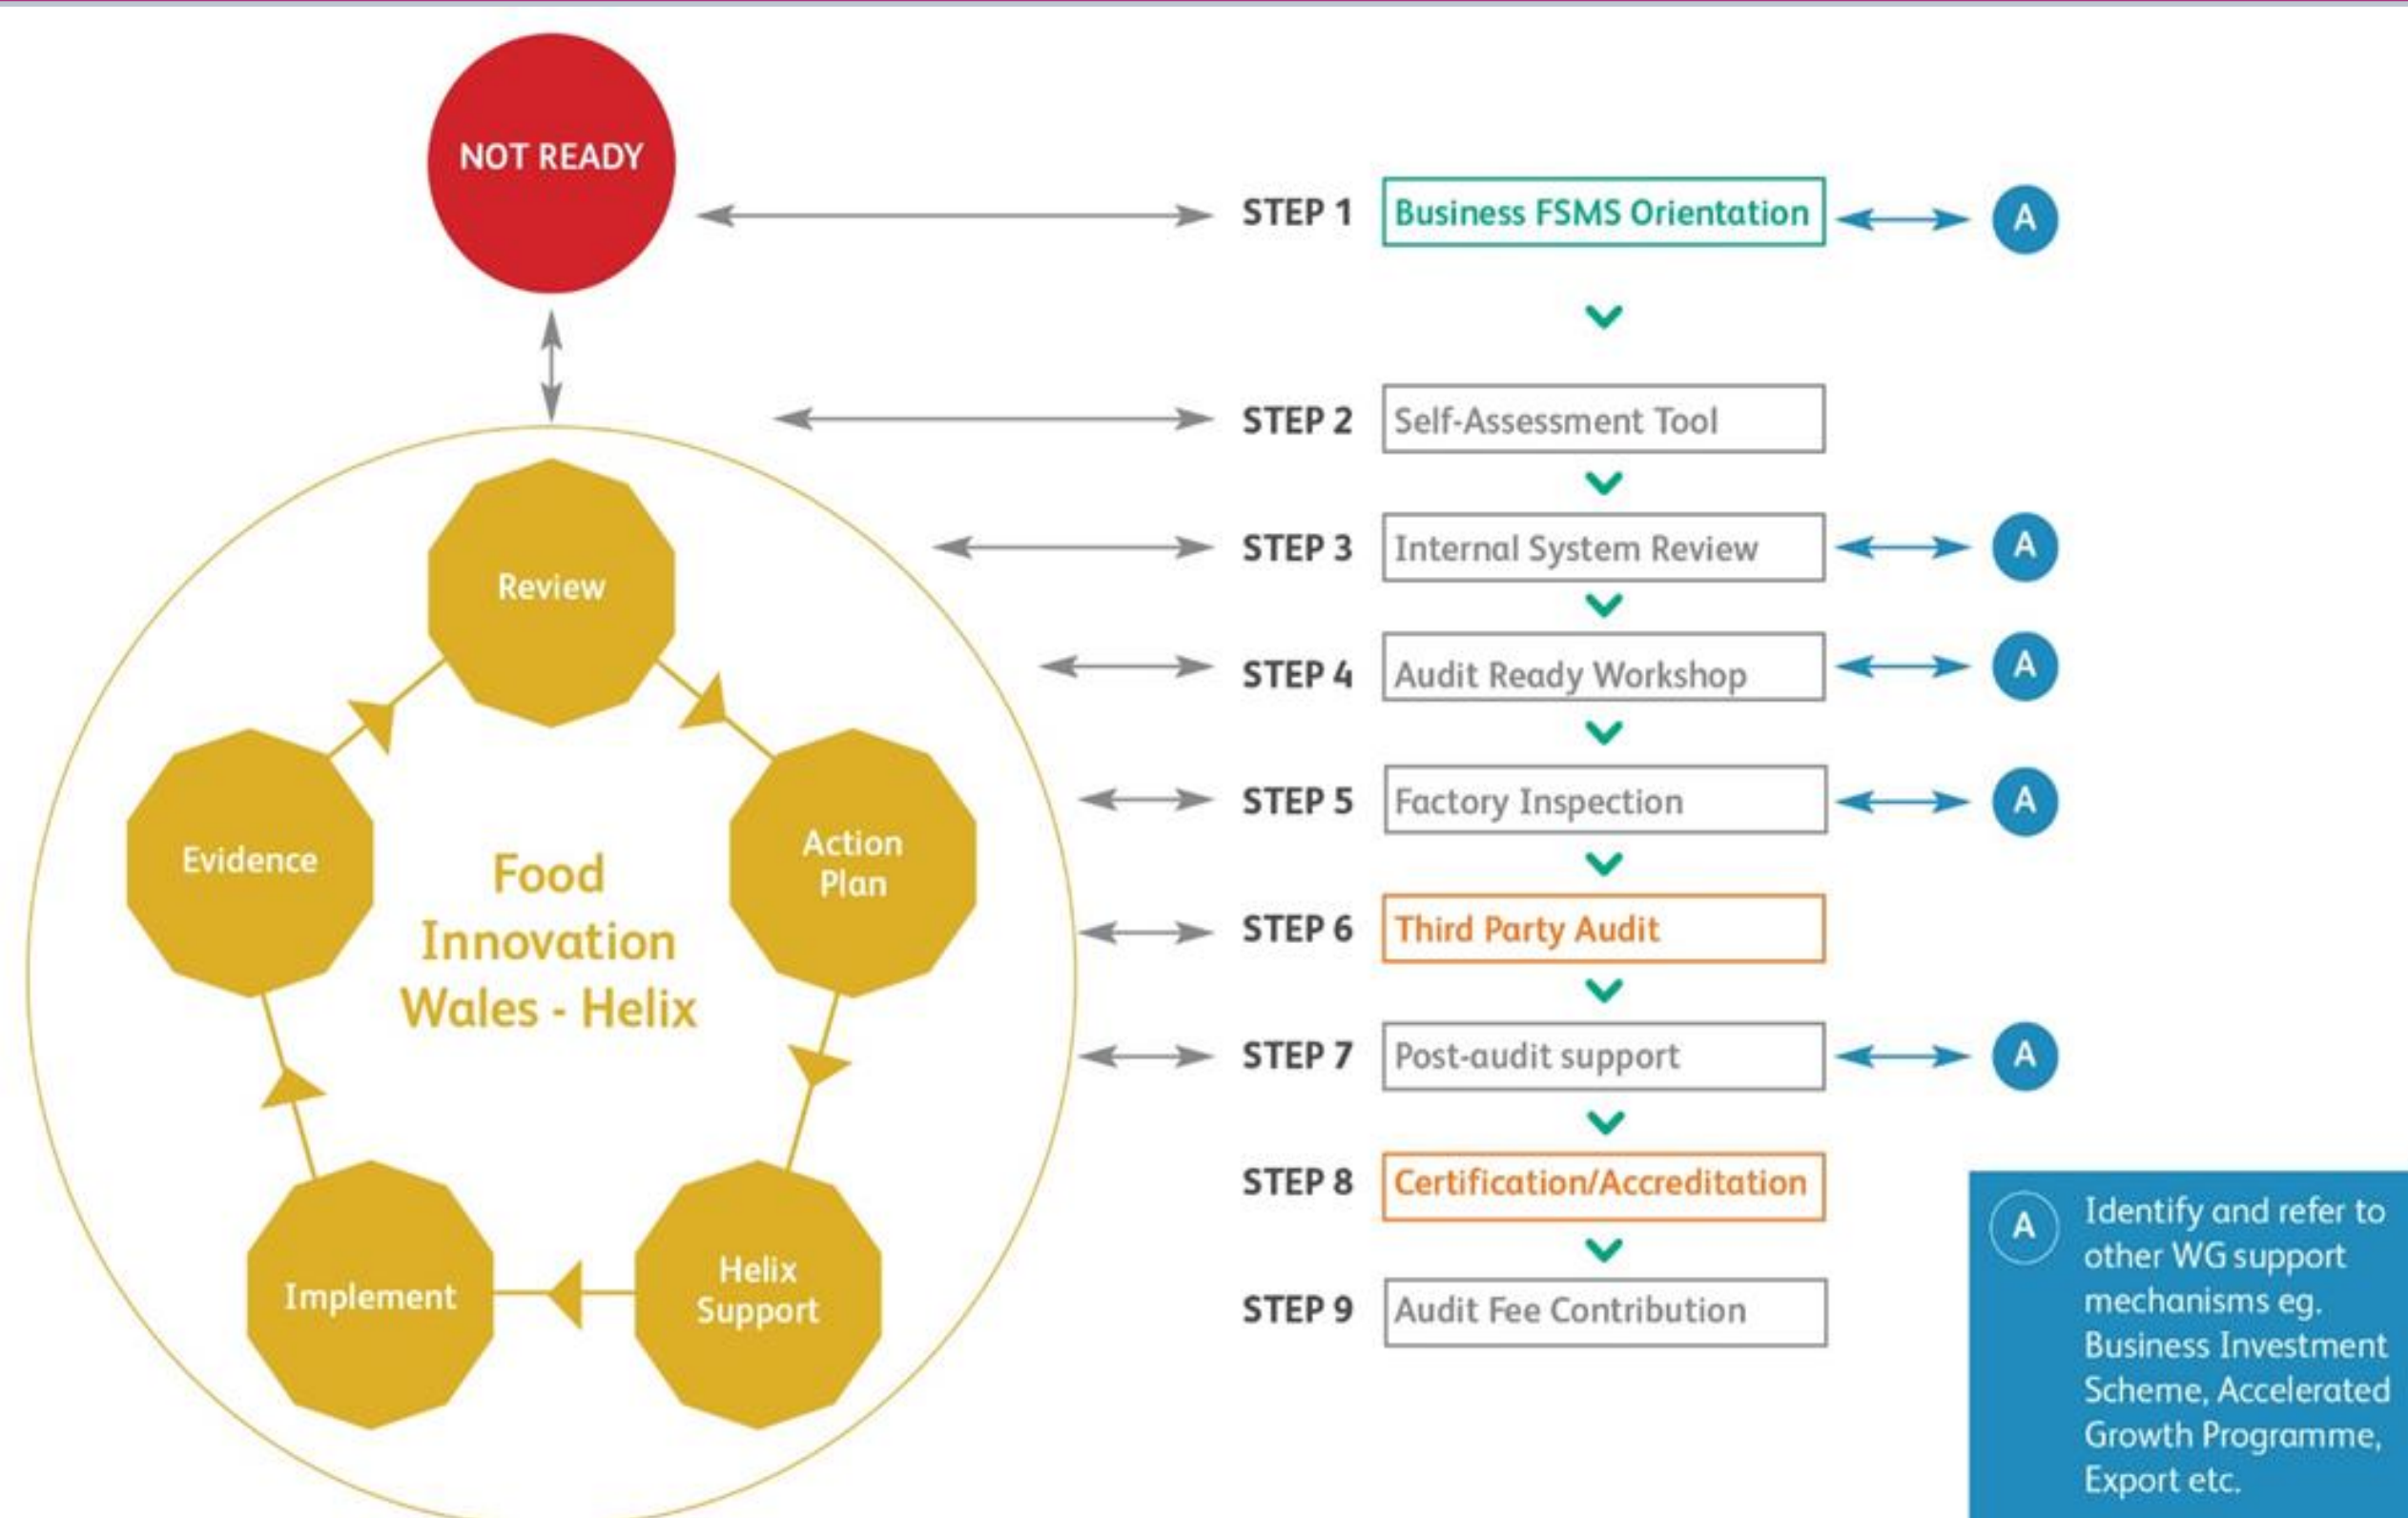 NOT READY
STEP 1 Business FSMS Orientation A
STEP 2 Self-Assessment Tool
STEP 3 Internal System Review A
STEP 4 Audit Ready Workshop A
STEP 5 Factory Inspection A
STEP 6 Third Party Audit
STEP 7 Post-audit support A
STEP 8 Certification/Accreditation
STEP 9 Audit Fee Contribution
Review
Action
Plan
Helix
Support
Implement
Evidence
Food
Innovation
Wales - Helix
A
Identify and refer to
other WG support
mechanisms eg.
Business Investment
Scheme, Accelerated
Growth Programme,
Export etc.